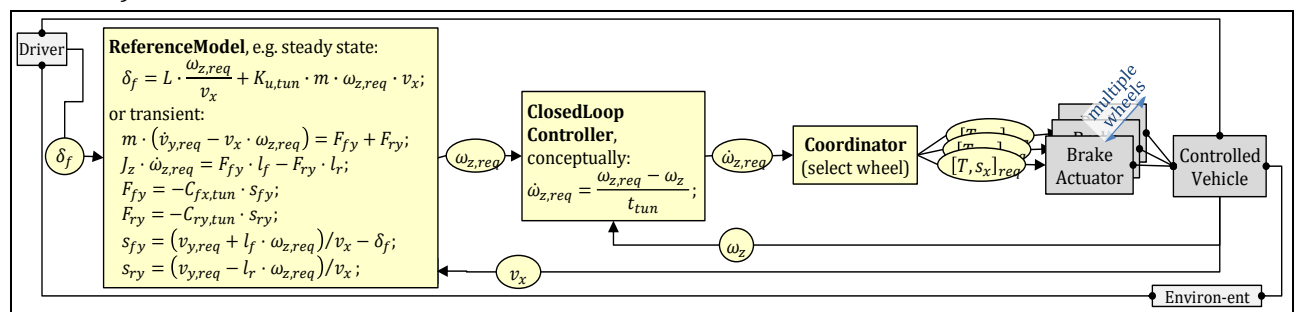 Driver
δ_f
ReferenceModel, e.g. steady state:
δ_f = L · ω_{z,req} / v_x + K_{u,tun} · m · ω_{z,req} · v_x;
or transient:
m · (v̇_{y,req} − v_x · ω_{z,req}) = F_{fy} + F_{ry};
J_z · ω̇_{z,req} = F_{fy} · l_f − F_{ry} · l_r;
F_{fy} = −C_{fx,tun} · s_{fy};
F_{ry} = −C_{ry,tun} · s_{ry};
s_{fy} = (v_{y,req} + l_f · ω_{z,req})/v_x − δ_f;
s_{ry} = (v_{y,req} − l_r · ω_{z,req})/v_x;
ω_{z,req}
ClosedLoop
Controller,
conceptually:
ω̇_{z,req} = (ω_{z,req} − ω_z) / t_{tun};
ω̇_{z,req}
Coordinator
(select wheel)
[T, s_x]_{req}
multiple
wheels
Brake
Actuator
Controlled
Vehicle
ω_z
v_x
Environ-ent